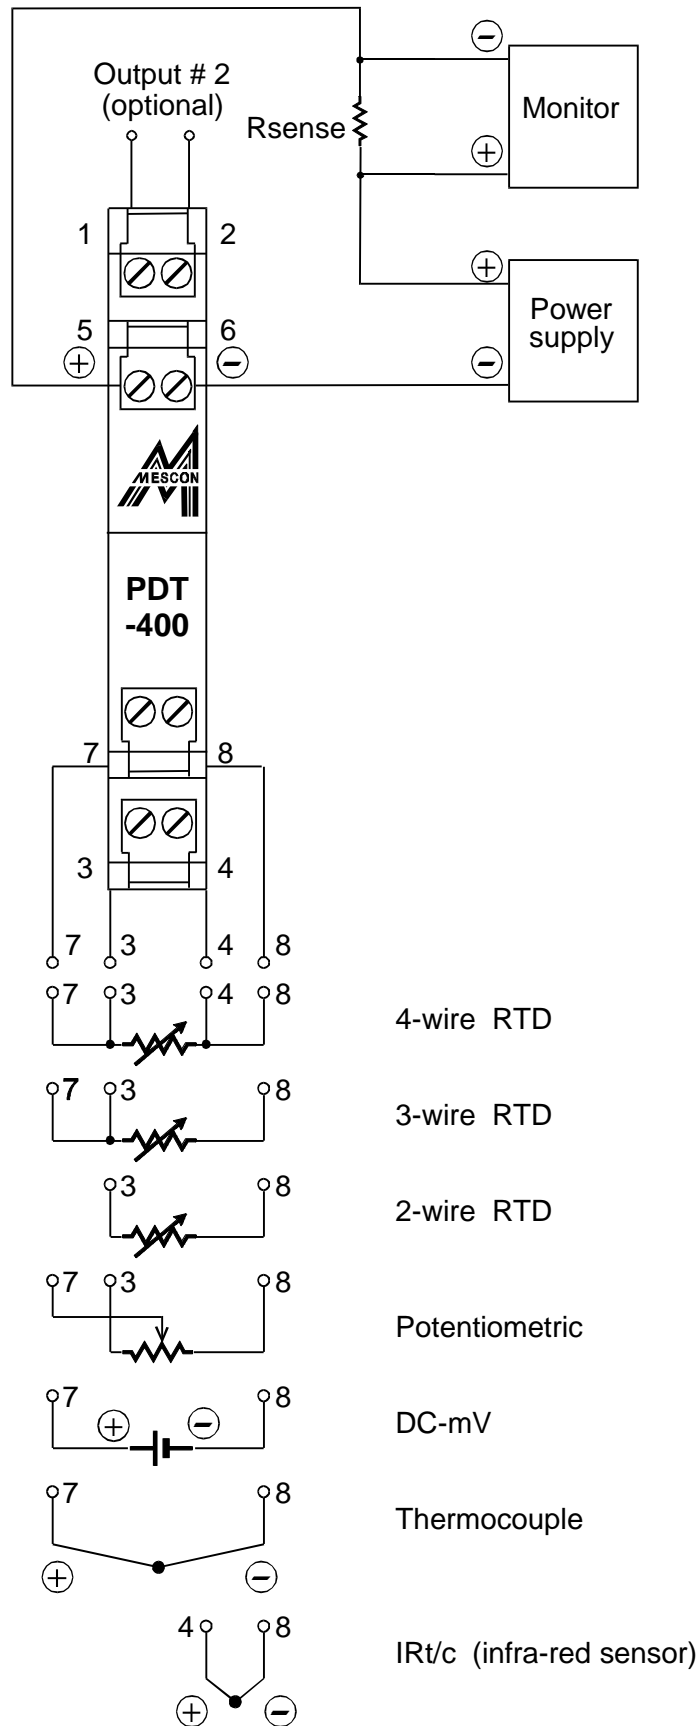 Output # 2
(optional)
Rsense
−
Monitor
+
1 2
+
Power
supply
5 6
+ −
−
MESCON
PDT
-400
7 8
3 4
7 3 4 8
7 3 4 8
4-wire RTD
7 3 8
3-wire RTD
3 8
2-wire RTD
7 3 8
Potentiometric
7 8
+ −
DC-mV
7 8
Thermocouple
+ −
4 8
IRt/c (infra-red sensor)
+ −